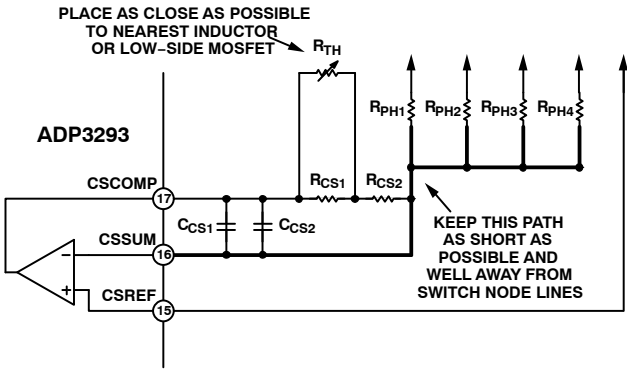 PLACE AS CLOSE AS POSSIBLE
TO NEAREST INDUCTOR
OR LOW–SIDE MOSFET
RTH
RPH1
RPH2
RPH3
RPH4
ADP3293
CSCOMP
17
RCS1
RCS2
CCS1
CCS2
KEEP THIS PATH
AS SHORT AS
POSSIBLE AND
WELL AWAY FROM
SWITCH NODE LINES
CSSUM
16
–
+
CSREF
15